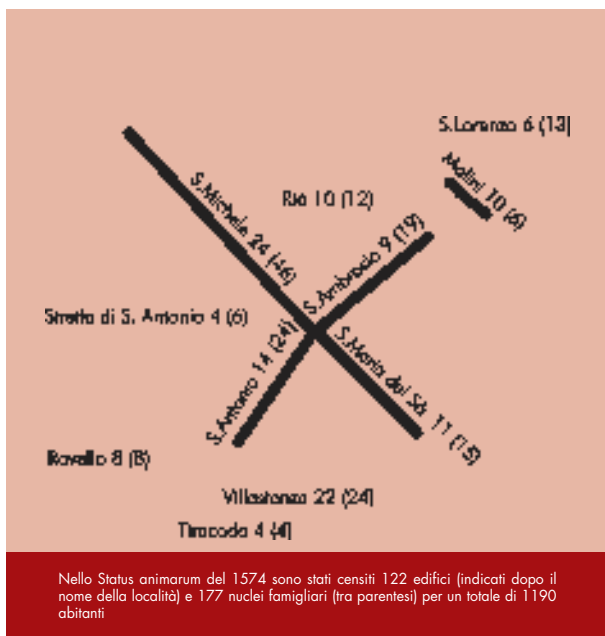 S.Lorenzo 6 (13)
Molini 10 (6)
10 (12)
S.Michele 24 (46)
S.Ambrogio 9 (19)
Stretta di S. Antonio 4 (6)
S.Antonio 14 (24)
S.Maria del 11 (15)
Ravello 8 (8)
Villastanza 22 (24)
Tiracoda 4 (4)
Nello Status animarum del 1574 sono stati censiti 122 edifici (indicati dopo il
nome della località) e 177 nuclei famigliari (tra parentesi) per un totale di 1190
abitanti